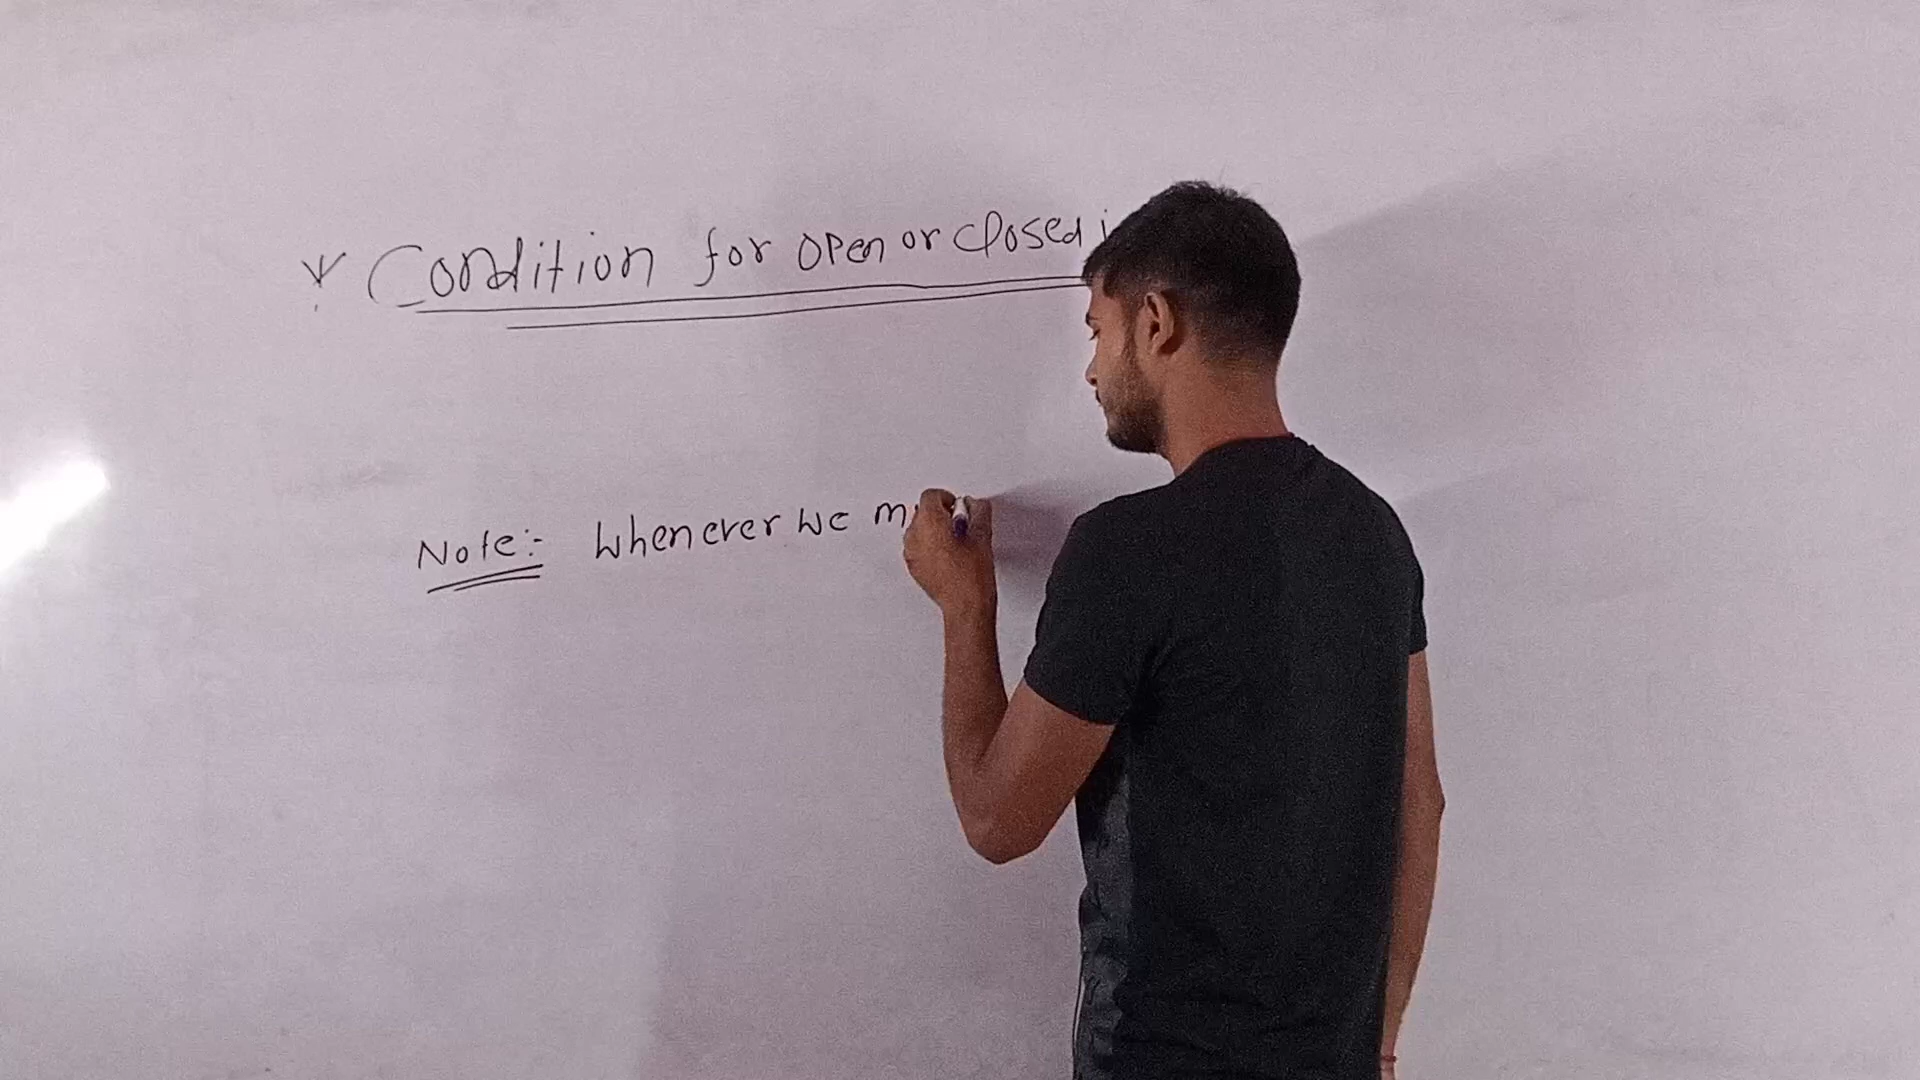 * Condition for open or closed i
Note:- Whenever we m